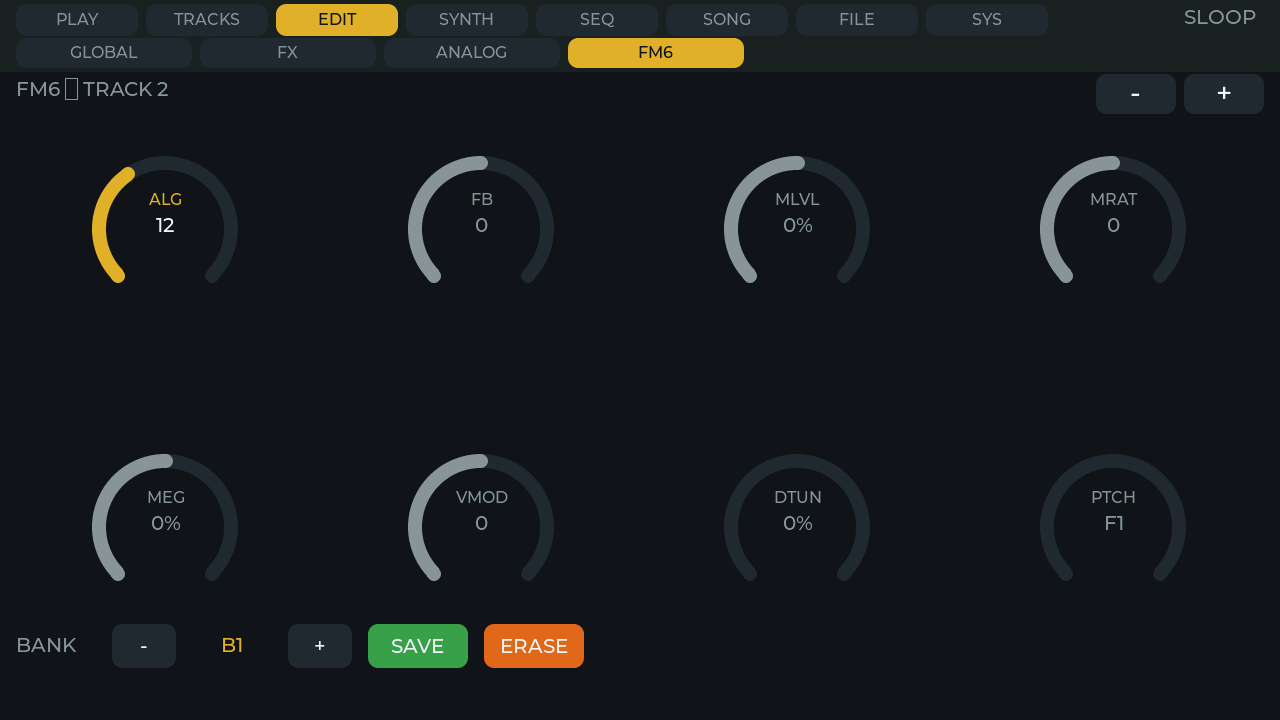 PLAY TRACKS EDIT SYNTH SEQ SONG FILE SYS SLOOP
GLOBAL FX ANALOG FM6
FM6 TRACK 2 - +
ALG FB MLVL MRAT
12 0 0% 0
MEG VMOD DTUN PTCH
0% 0 0% F1
BANK - B1 + SAVE ERASE